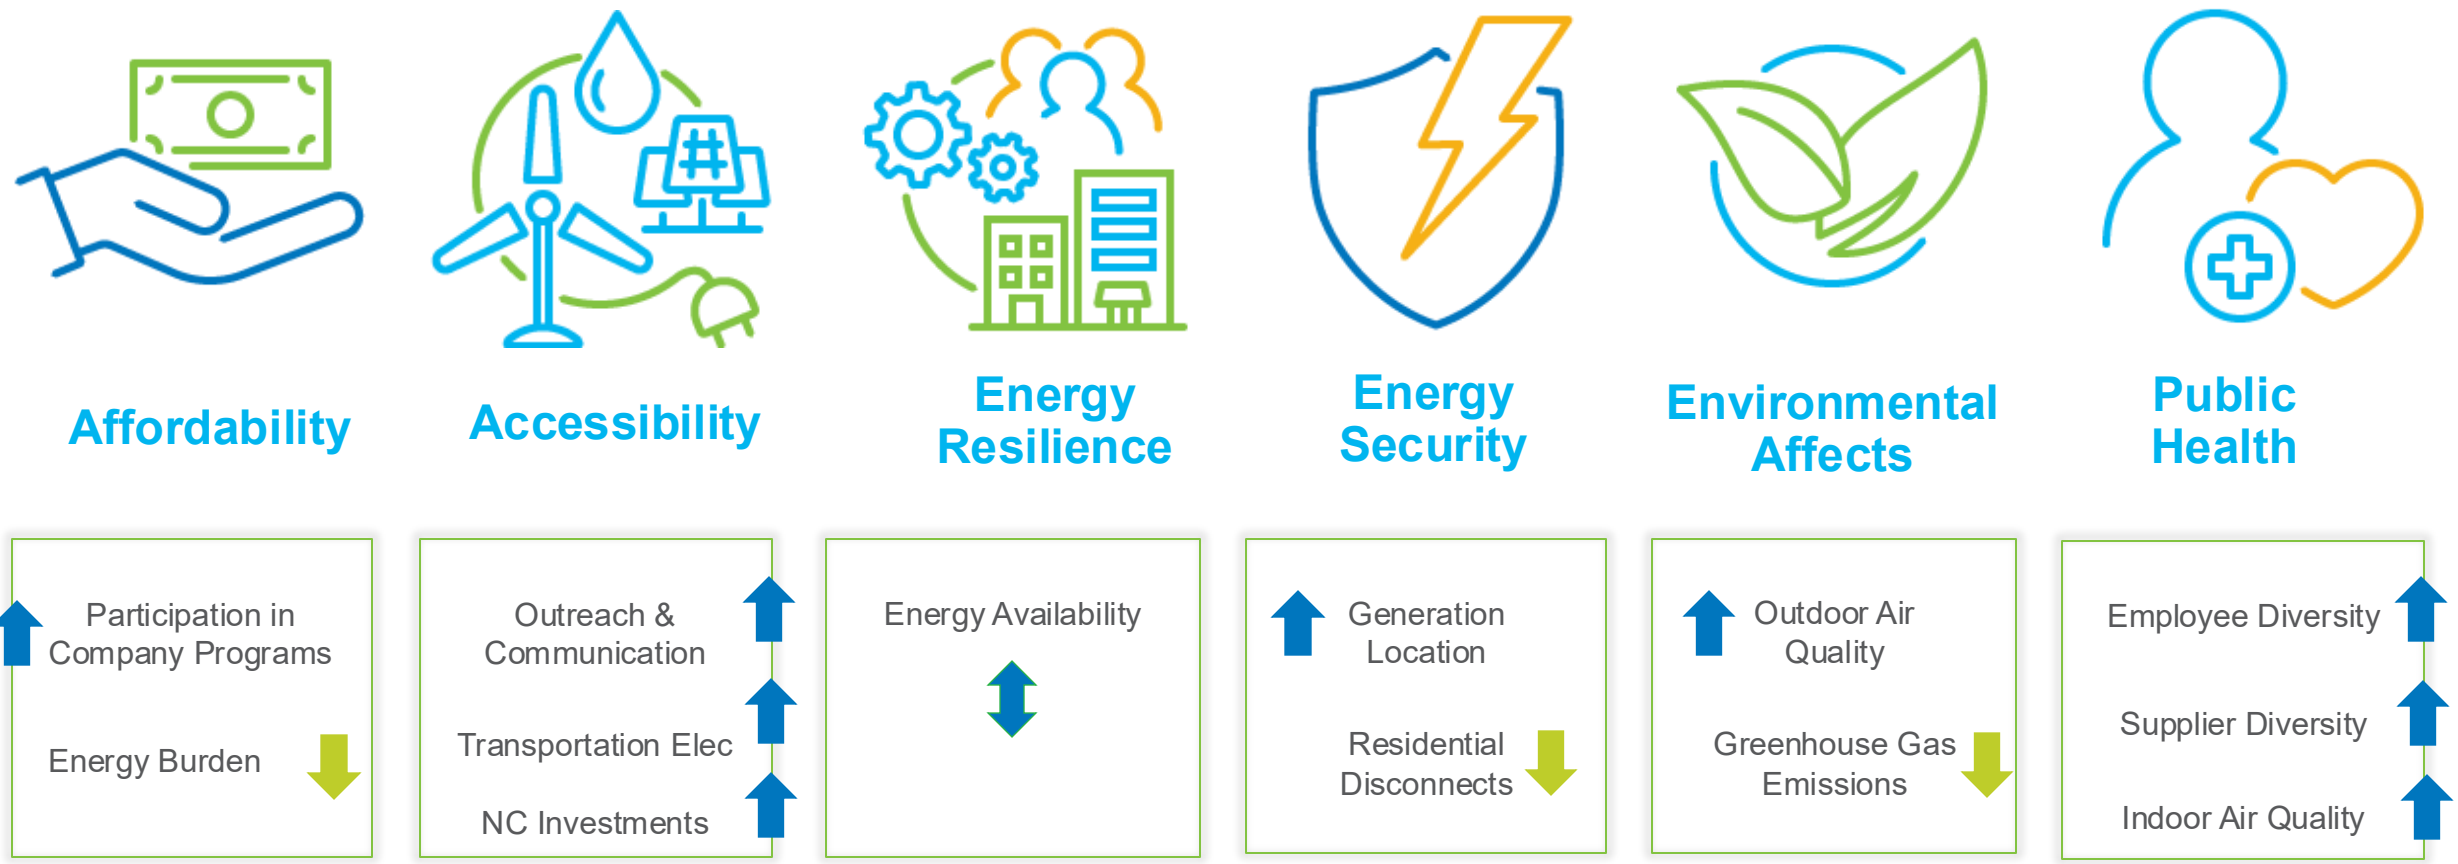 Affordability
Accessibility
Energy
Resilience
Energy
Security
Environmental
Affects
Public
Health
Participation in
Company Programs
Energy Burden
Outreach &
Communication
Transportation Elec
NC Investments
Energy Availability
Generation
Location
Residential
Disconnects
Outdoor Air
Quality
Greenhouse Gas
Emissions
Employee Diversity
Supplier Diversity
Indoor Air Quality